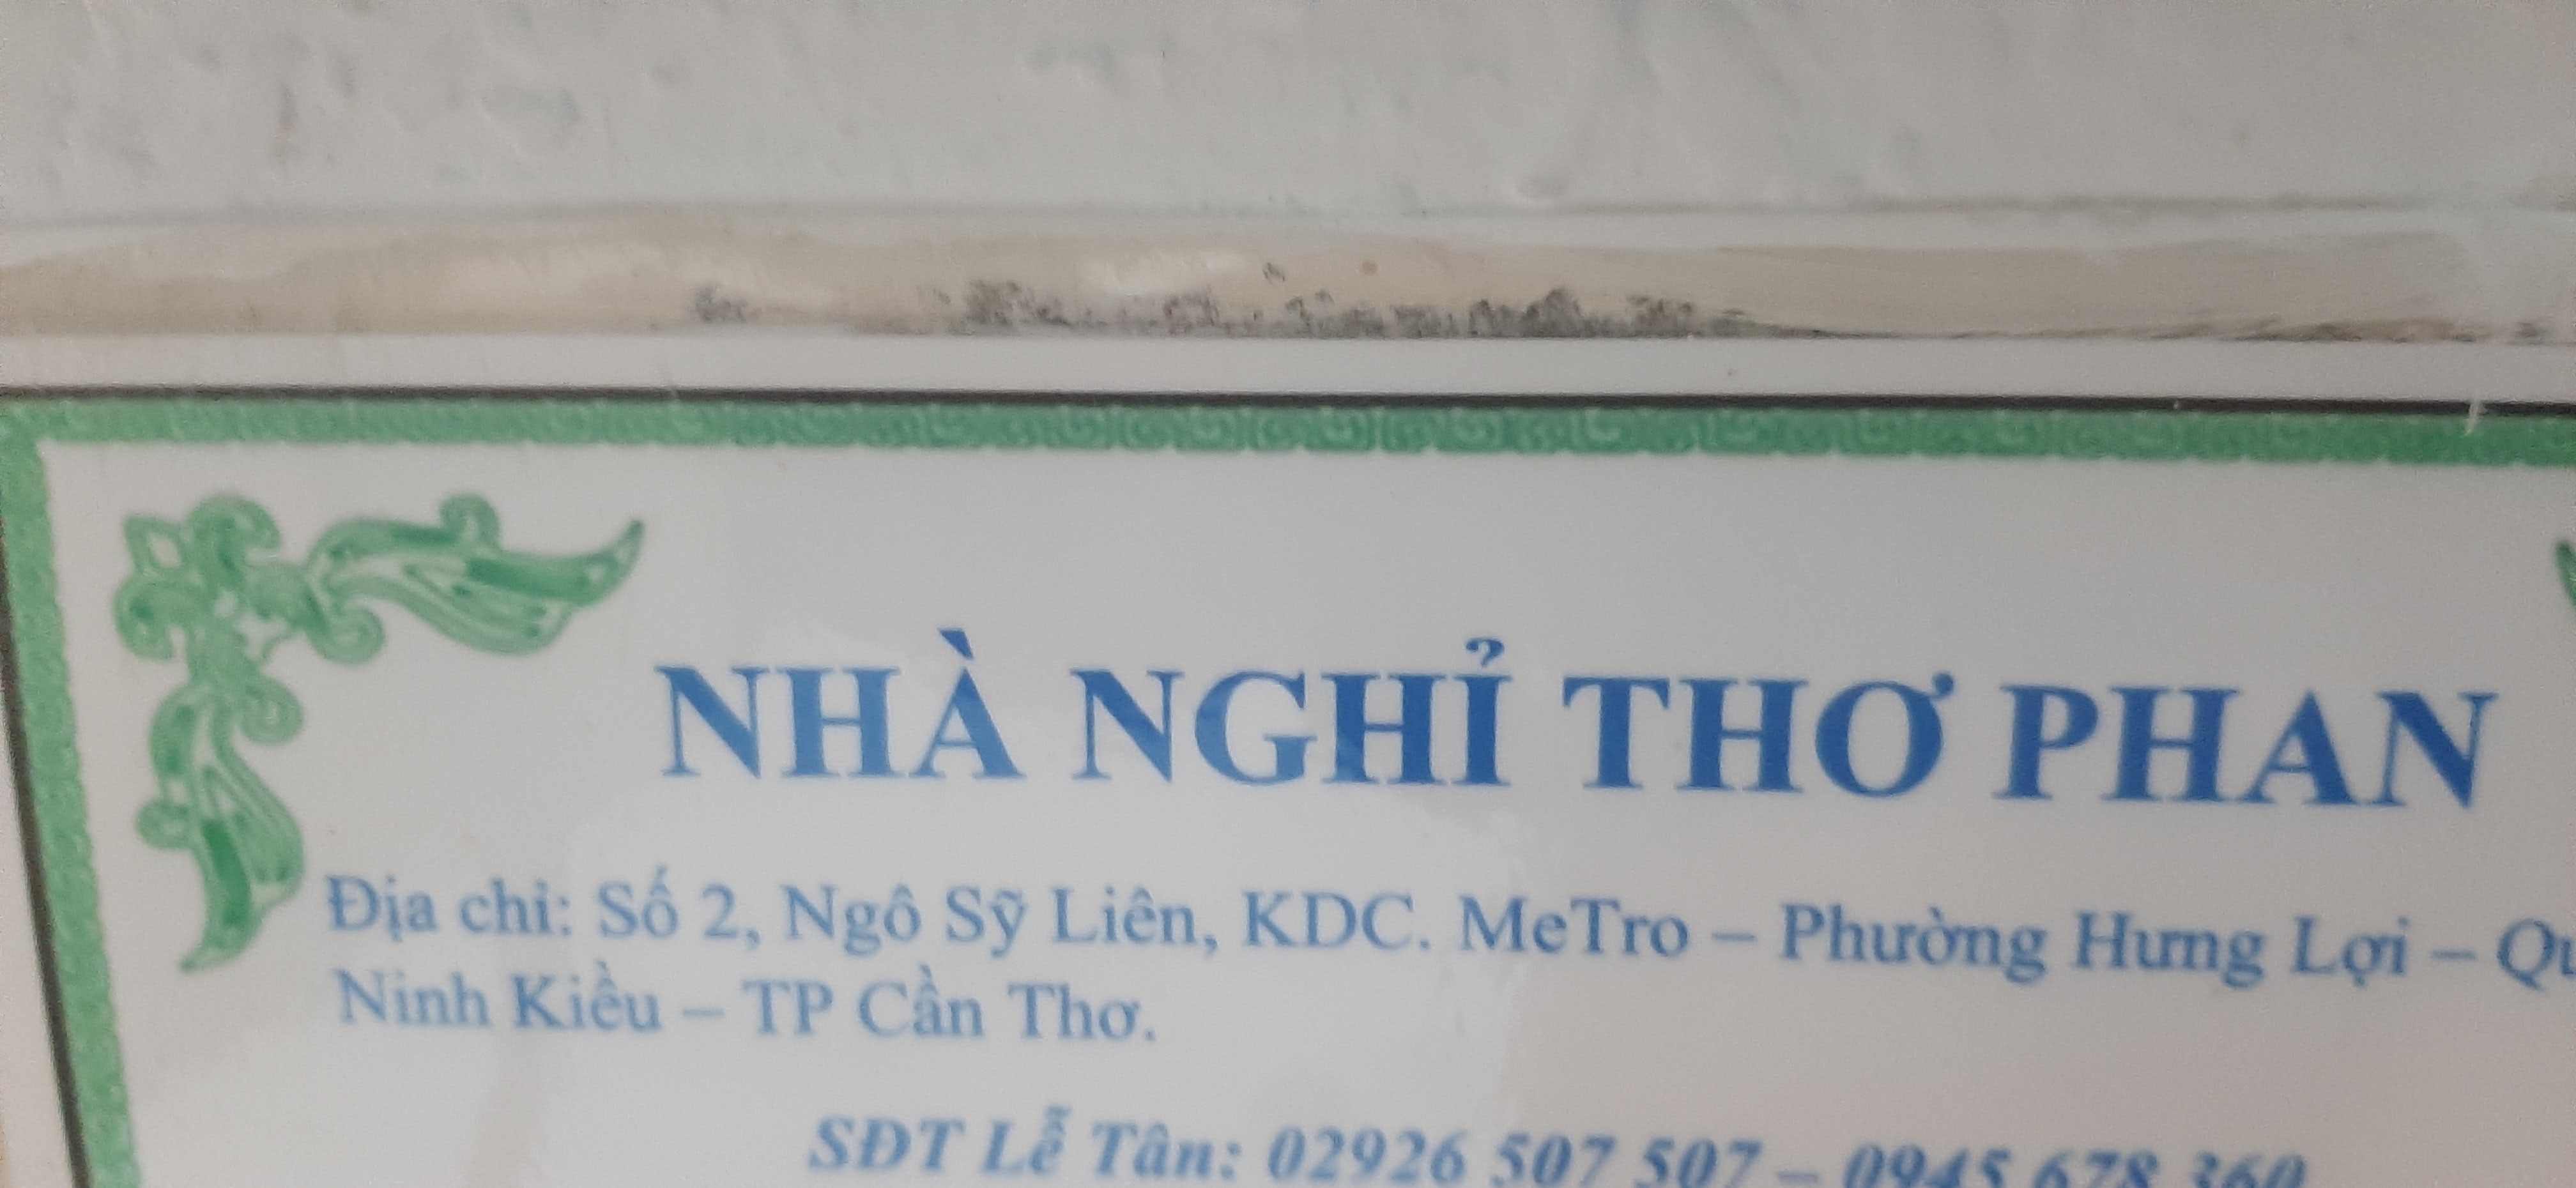 NHÀ NGHỈ THƠ PHAN
Địa chỉ: Số 2, Ngô Sỹ Liên, KDC. MeTro – Phường Hưng Lợi –
Ninh Kiều – TP Cần Thơ.
SĐT Lễ Tân: 02926 507 507 – 0945 678 360